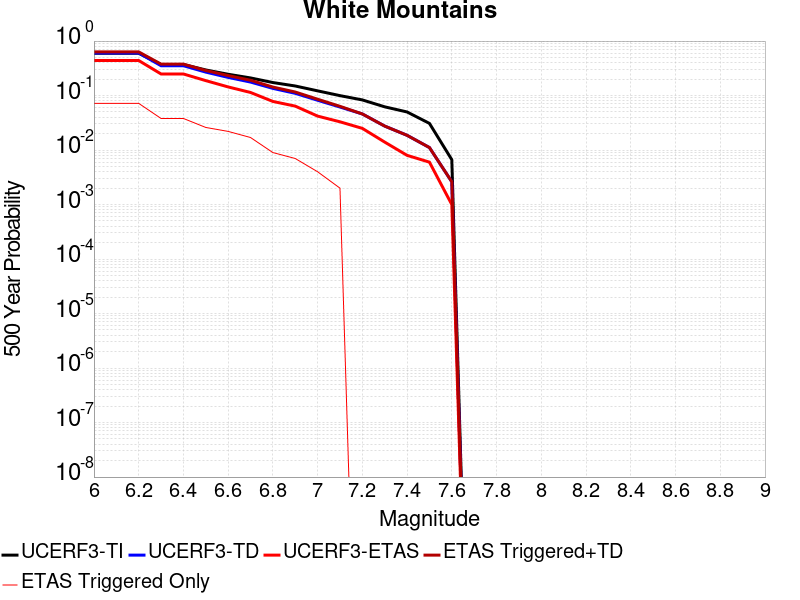 White Mountains
10^0
10^-1
10^-2
10^-3
10^-4
10^-5
10^-6
10^-7
10^-8
500 Year Probability
6 6.2 6.4 6.6 6.8 7 7.2 7.4 7.6 7.8 8 8.2 8.4 8.6 8.8 9
Magnitude
UCERF3-TI UCERF3-TD UCERF3-ETAS ETAS Triggered+TD
ETAS Triggered Only